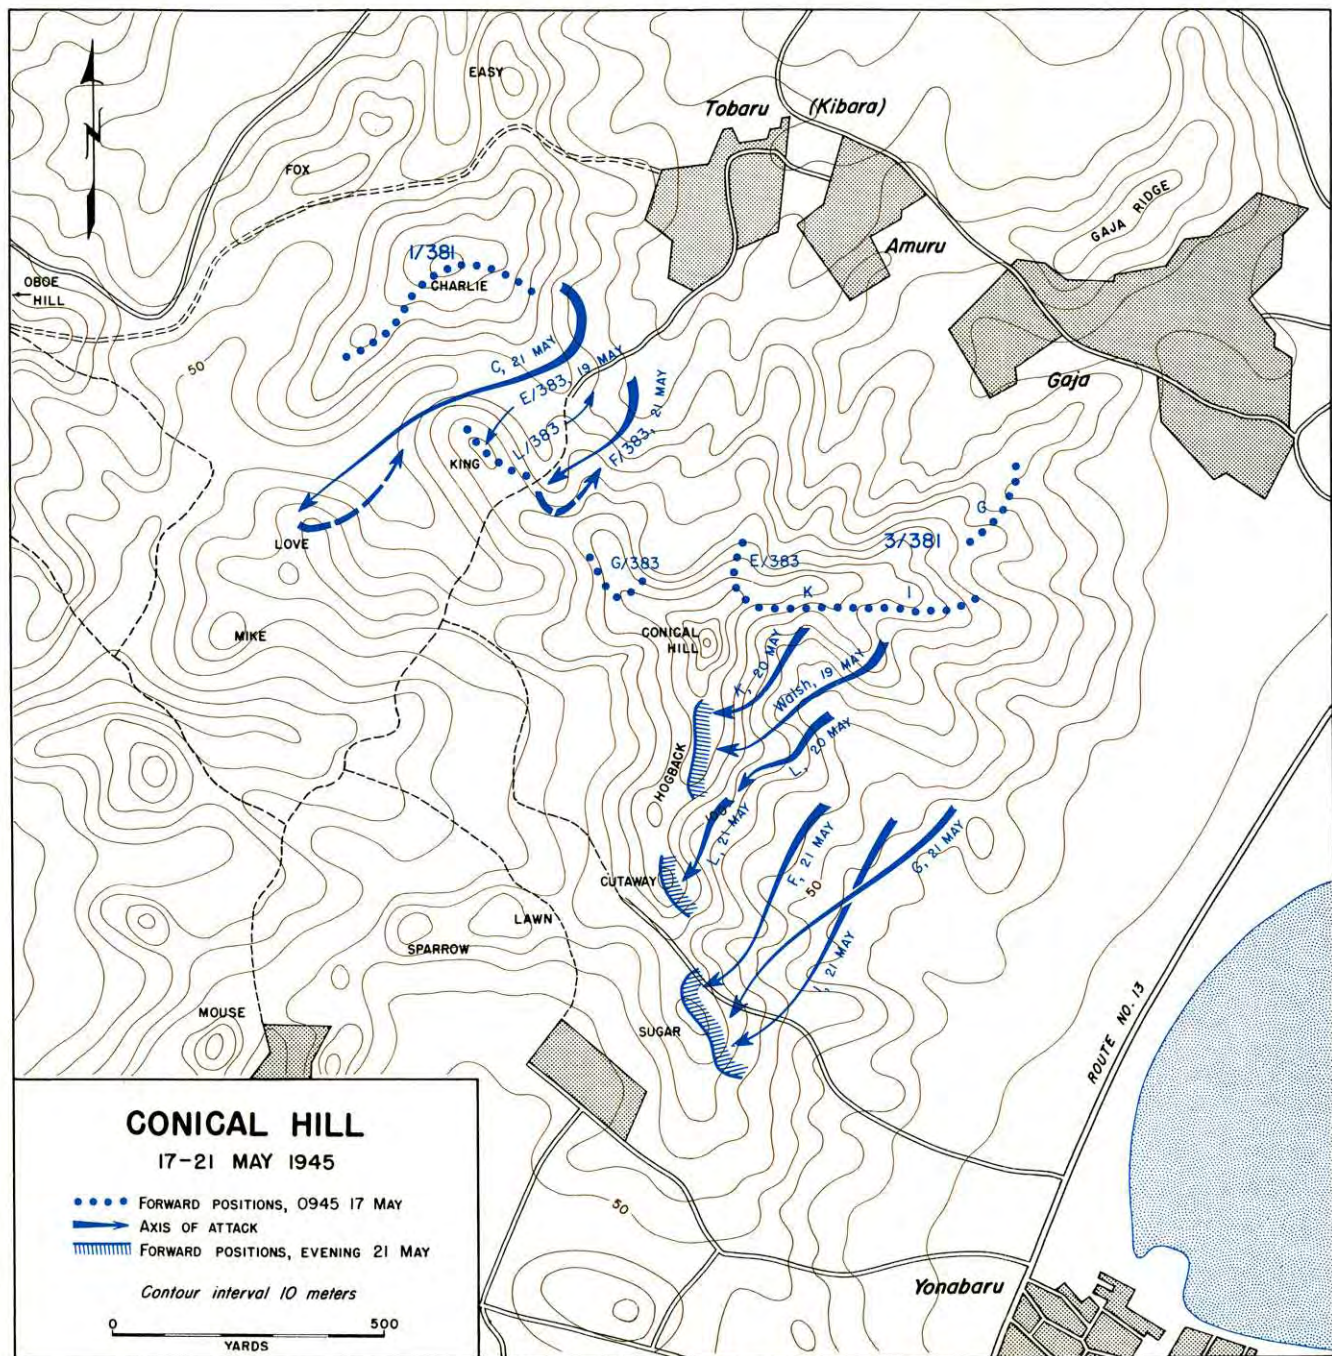 EASY
Tobaru (Kibara)
FOX
GAJA RIDGE
N
1/381
CHARLIE
Amuru
OBOE
HILL
C, 21 MAY
E/383, 19 MAY
50
Gaja
L/383
F/383, 21 MAY
KING
G
LOVE
3/381
G/383
E/383
K
I
MIKE
CONICAL
HILL
K, 20 MAY
Walsh, 19 MAY
HOGBACK
L, 20 MAY
100
L, 21 MAY
F, 21 MAY
G, 21 MAY
CUTAWAY
50
LAWN
SPARROW
I, 21 MAY
MOUSE
SUGAR
ROUTE NO. 13
CONICAL HILL
17-21 MAY 1945
FORWARD POSITIONS, 0945 17 MAY
AXIS OF ATTACK
FORWARD POSITIONS, EVENING 21 MAY
Contour interval 10 meters
0 500
YARDS
50
Yonabaru